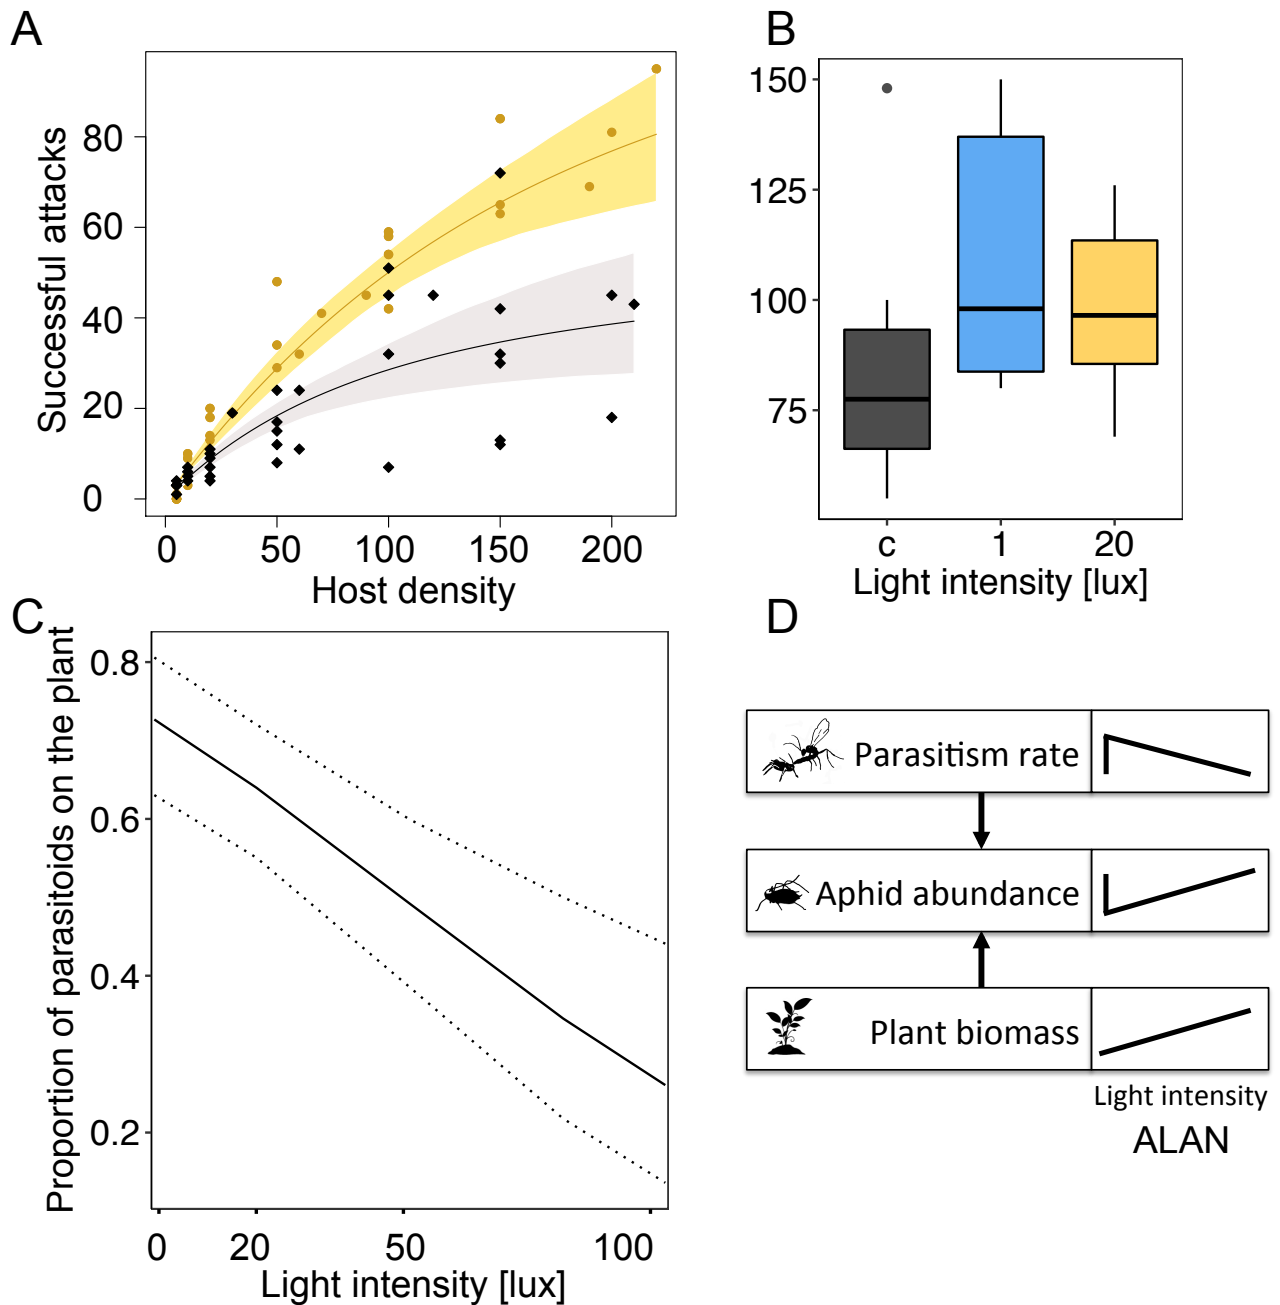 A
Successful attacks
80
60
40
20
0
0 50 100 150 200
Host density
B
150
125
100
75
c 1 20
Light intensity [lux]
C
Proportion of parasitoids on the plant
0.8
0.6
0.4
0.2
0 20 50 100
Light intensity [lux]
D
Parasitism rate
Aphid abundance
Plant biomass
Light intensity
ALAN